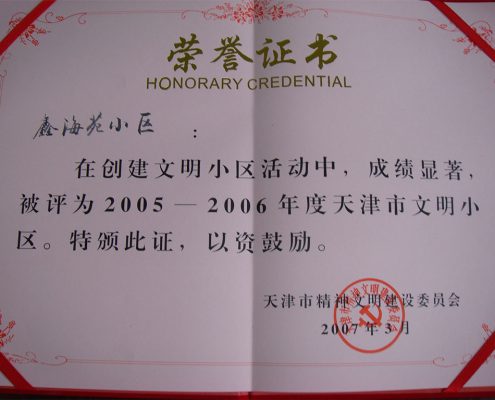 荣誉证书
HONORARY CREDENTIAL
鑫海苑小区：
在创建文明小区活动中，成绩显著，
被评为2005—2006年度天津市文明小
区。特颁此证，以资鼓励。
天津市精神文明建设委员会
2007年3月